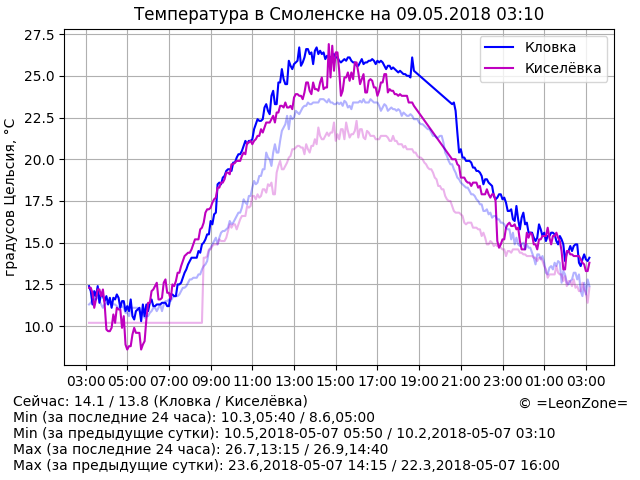 Температура в Смоленске на 09.05.2018 03:10
Кловка
Киселёвка
градусов Цельсия, °C
27.5
25.0
22.5
20.0
17.5
15.0
12.5
10.0
03:00 05:00 07:00 09:00 11:00 13:00 15:00 17:00 19:00 21:00 23:00 01:00 03:00
Сейчас: 14.1 / 13.8 (Кловка / Киселёвка)
© =LeonZone=
Min (за последние 24 часа): 10.3,05:40 / 8.6,05:00
Min (за предыдущие сутки): 10.5,2018-05-07 05:50 / 10.2,2018-05-07 03:10
Max (за последние 24 часа): 26.7,13:15 / 26.9,14:40
Max (за предыдущие сутки): 23.6,2018-05-07 14:15 / 22.3,2018-05-07 16:00